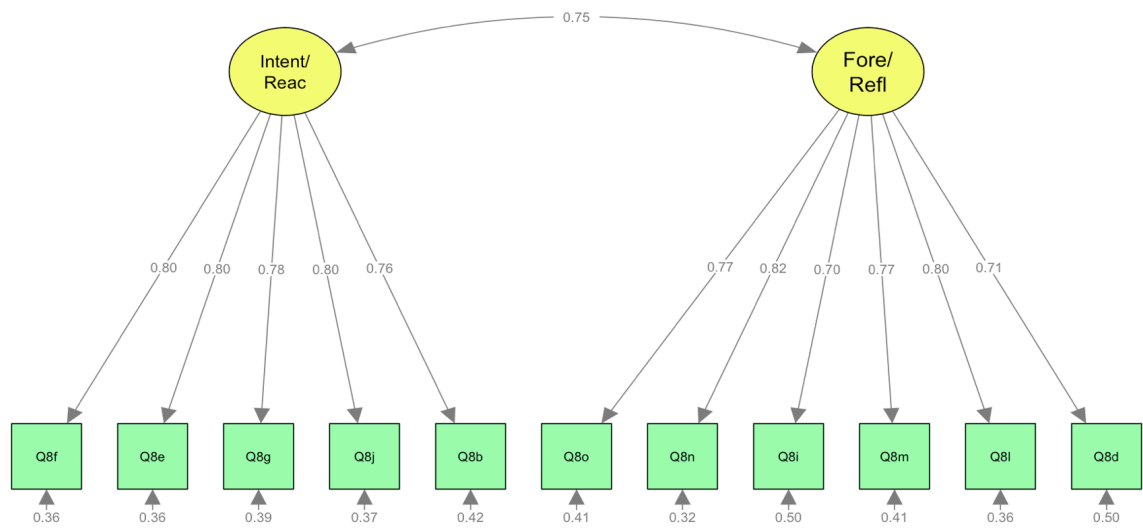 0.75
Intent/
Reac
Fore/
Refl
0.80 0.80 0.78 0.80 0.76 0.77 0.82 0.70 0.77 0.80 0.71
Q8f Q8e Q8g Q8j Q8b Q8o Q8n Q8i Q8m Q8l Q8d
0.36 0.36 0.39 0.37 0.42 0.41 0.32 0.50 0.41 0.36 0.50